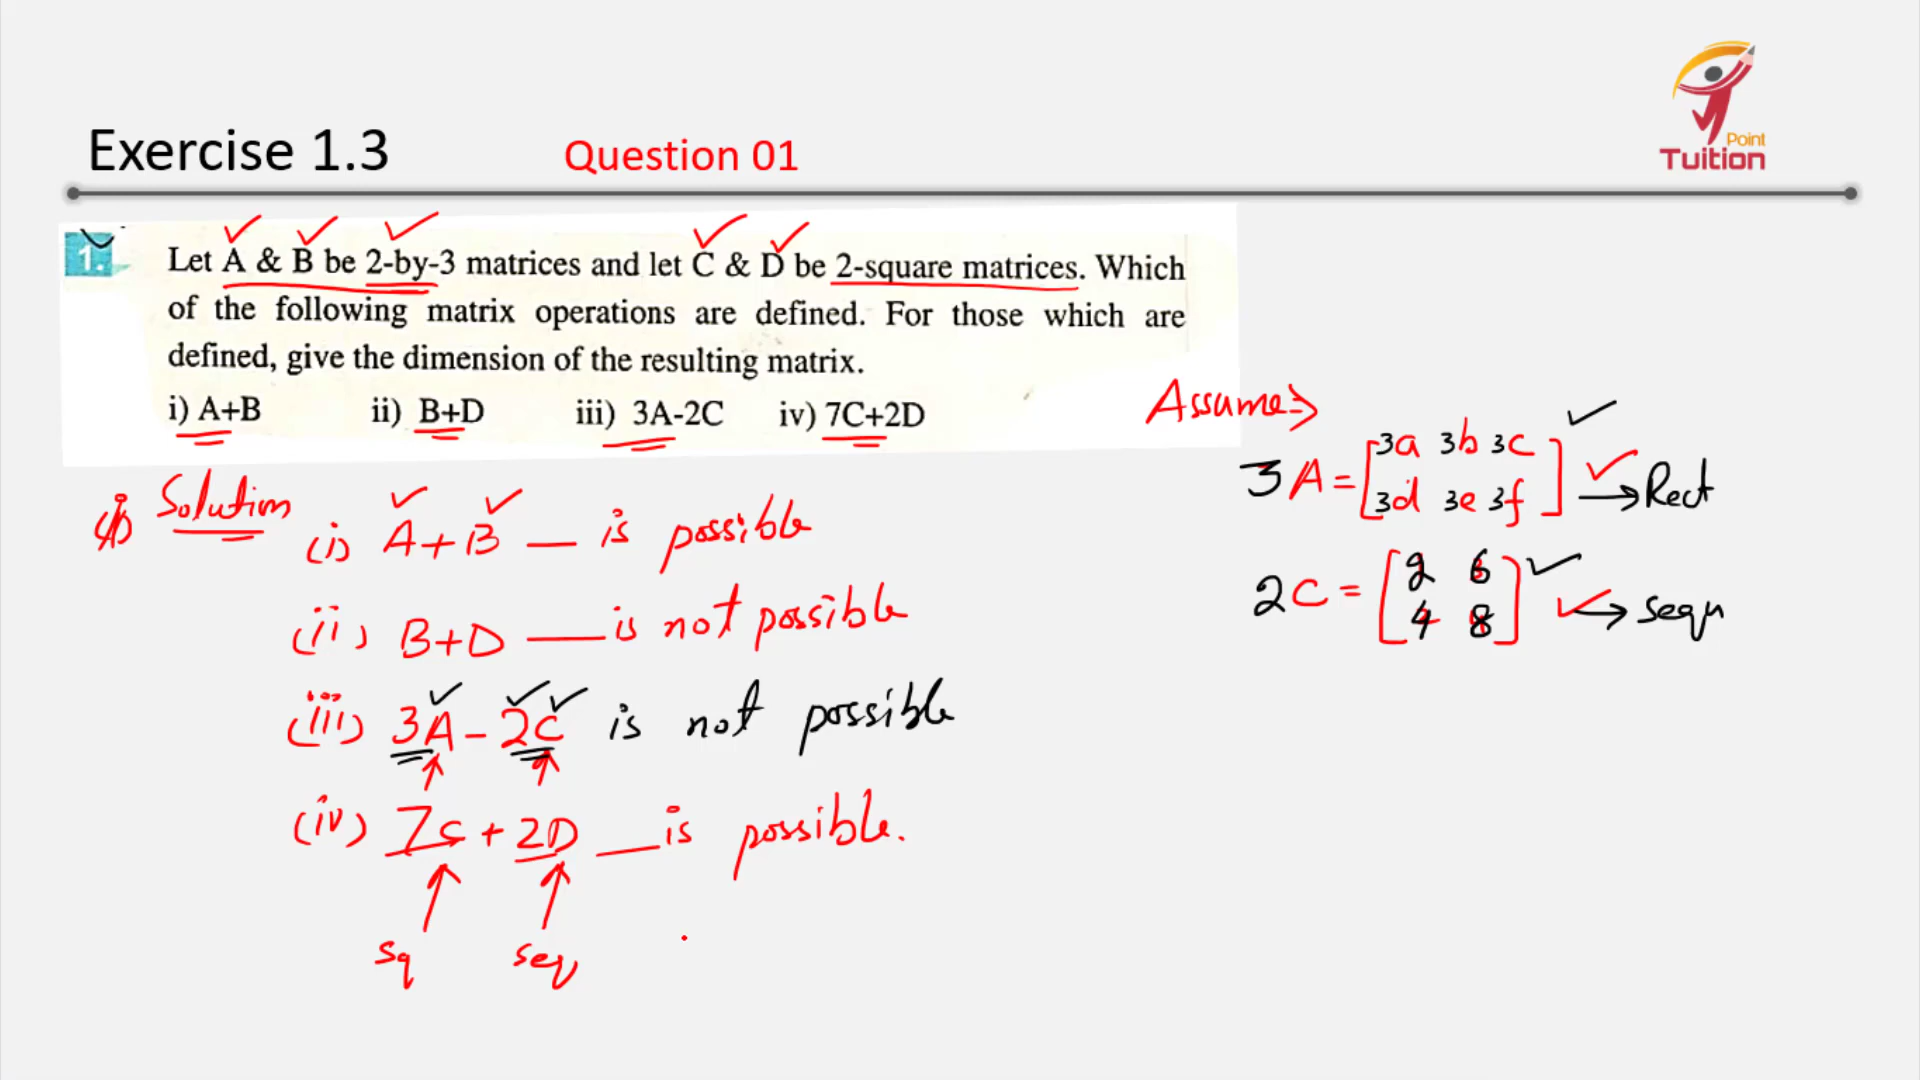 Point
Tuition
Exercise 1.3
Question 01
1.
Let A & B be 2-by-3 matrices and let C & D be 2-square matrices. Which
of the following matrix operations are defined. For those which are
defined, give the dimension of the resulting matrix.
i) A+B ii) B+D iii) 3A-2C iv) 7C+2D
Assume:
3A = [3a 3b 3c
3d 3e 3f] → Rect
2C = [2 6
4 8] → sequ
Solution
(i) A+B — is possible
(ii) B+D — is not possible
(iii) 3A - 2C is not possible
(iv) 7C + 2D — is possible.
sq seq